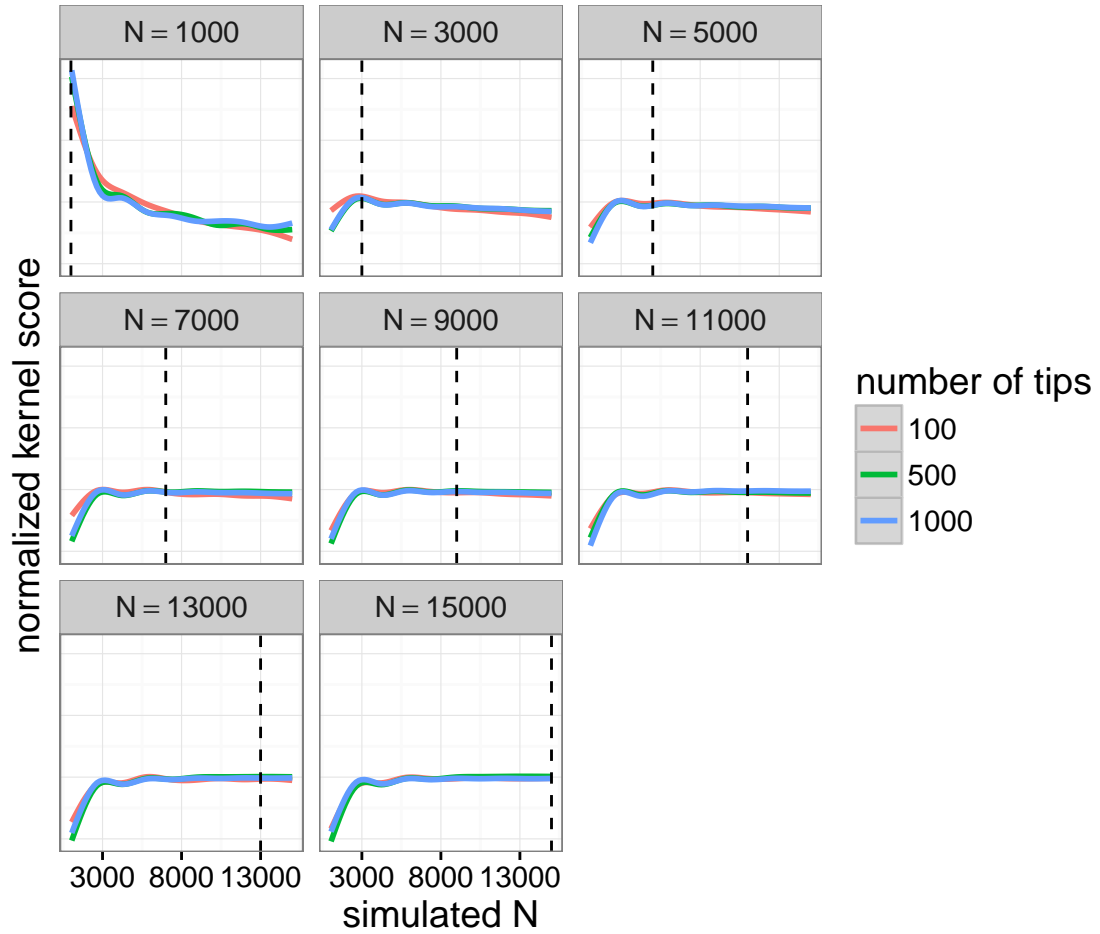 N = 1000
N = 3000
N = 5000
N = 7000
N = 9000
N = 11000
N = 13000
N = 15000
normalized kernel score
3000 8000 13000
3000 8000 13000
simulated N
number of tips
100
500
1000